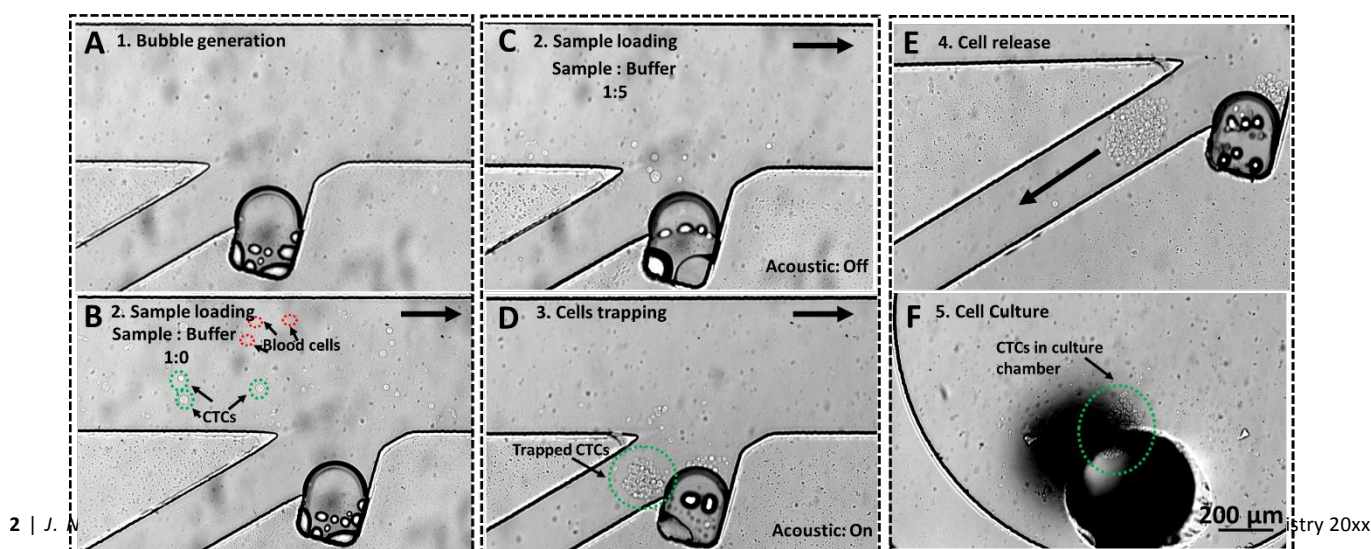 A 1. Bubble generation
B 2. Sample loading
Sample : Buffer
1:0
Blood cells
CTCs
C 2. Sample loading
Sample : Buffer
1:5
Acoustic: Off
D 3. Cells trapping
Trapped CTCs
Acoustic: On
E 4. Cell release
F 5. Cell Culture
CTCs in culture
chamber
200 µm
2 | J.
20xx